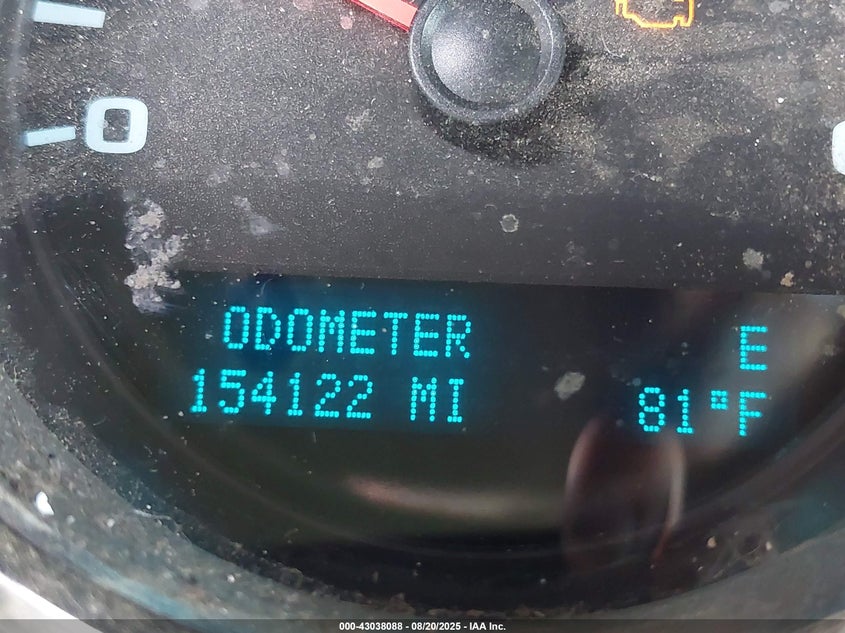 0
ODOMETER
E
154122 MI
81°F
000-43038088 - 08/20/2025 - IAA Inc.